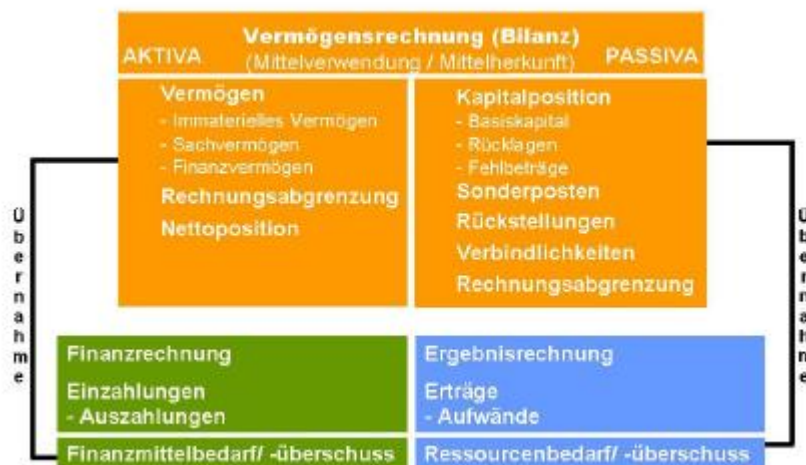 Vermögensrechnung (Bilanz)
AKTIVA
(Mittelverwendung / Mittelherkunft)
PASSIVA
Vermögen
- Immaterielles Vermögen
- Sachvermögen
- Finanzvermögen
Rechnungsabgrenzung
Nettoposition
Kapitalposition
- Basiskapital
- Rücklagen
- Fehlbeträge
Sonderposten
Rückstellungen
Verbindlichkeiten
Rechnungsabgrenzung
Übernahme
Übernahme
Finanzrechnung
Einzahlungen
- Auszahlungen
Finanzmittelbedarf/ -überschuss
Ergebnisrechnung
Erträge
- Aufwände
Ressourcenbedarf/ -überschuss